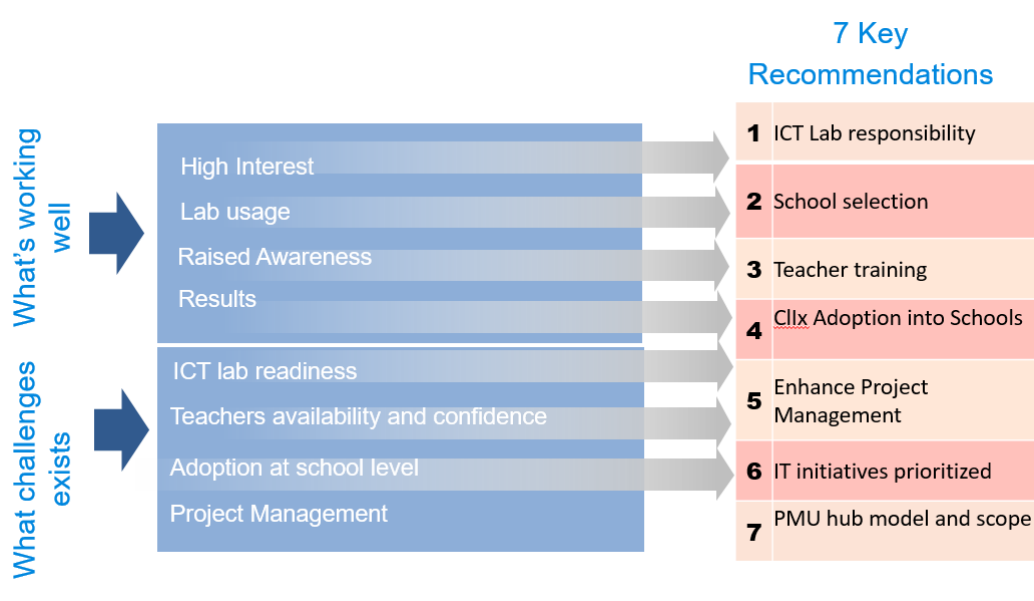 7 Key
Recommendations
What's working
well
High Interest
Lab usage
Raised Awareness
Results
What challenges
exists
ICT lab readiness
Teachers availability and confidence
Adoption at school level
Project Management
1 ICT Lab responsibility
2 School selection
3 Teacher training
4 ClIx Adoption into Schools
5 Enhance Project
Management
6 IT initiatives prioritized
7 PMU hub model and scope